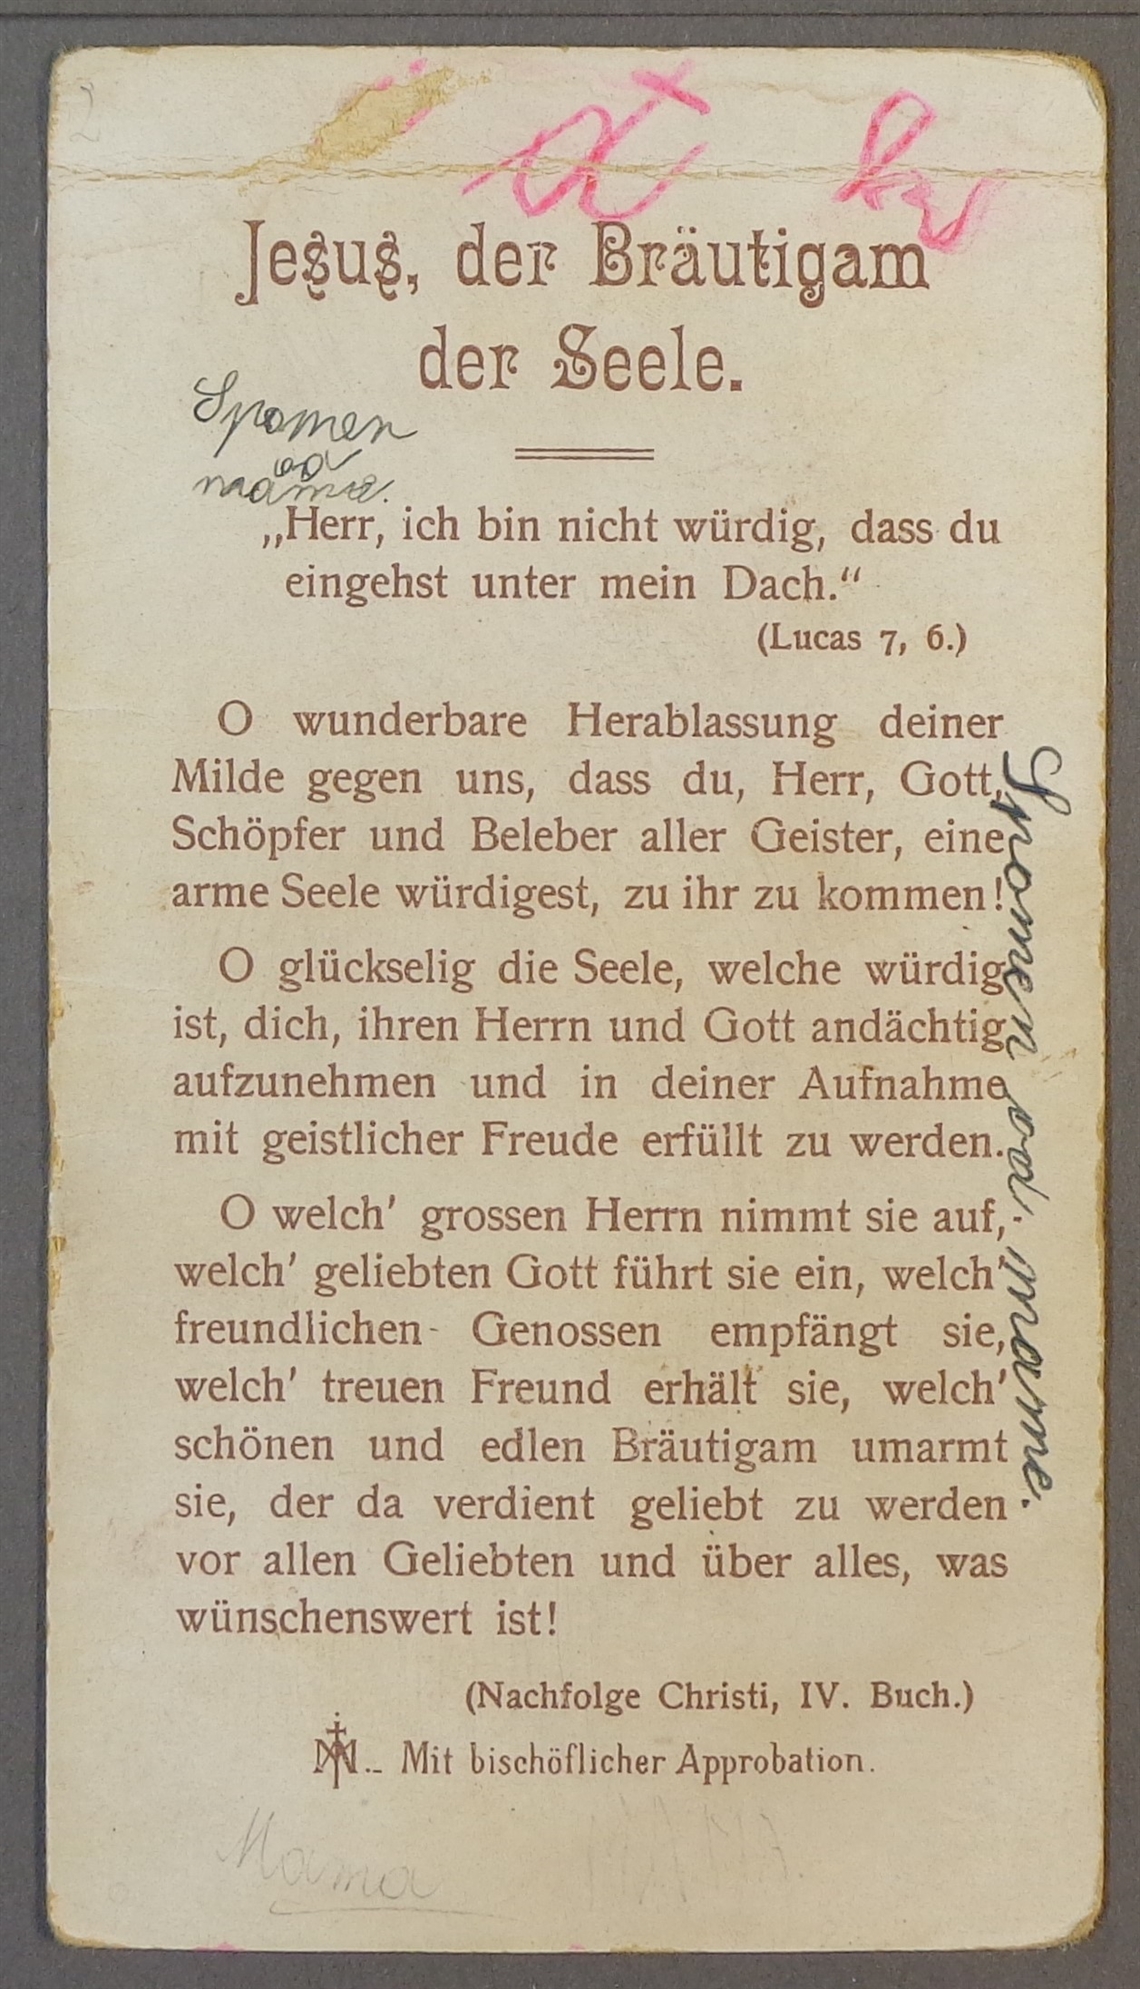 2
Jesus, der Bräutigam
der Seele.
Spomen
od
mame.
„Herr, ich bin nicht würdig, dass du
eingehst unter mein Dach.“
(Lucas 7, 6.)
O wunderbare Herablassung deiner
Milde gegen uns, dass du, Herr, Gott,
Schöpfer und Beleber aller Geister, eine
arme Seele würdigest, zu ihr zu kommen!
O glückselig die Seele, welche würdig
ist, dich, ihren Herrn und Gott andächtig
aufzunehmen und in deiner Aufnahme
mit geistlicher Freude erfüllt zu werden.
O welch' grossen Herrn nimmt sie auf,
welch' geliebten Gott führt sie ein, welch'
freundlichen Genossen empfängt sie,
welch' treuen Freund erhält sie, welch'
schönen und edlen Bräutigam umarmt
sie, der da verdient geliebt zu werden
vor allen Geliebten und über alles, was
wünschenswert ist!
Spomen od mame.
(Nachfolge Christi, IV. Buch.)
Mit bischöflicher Approbation.
Mama